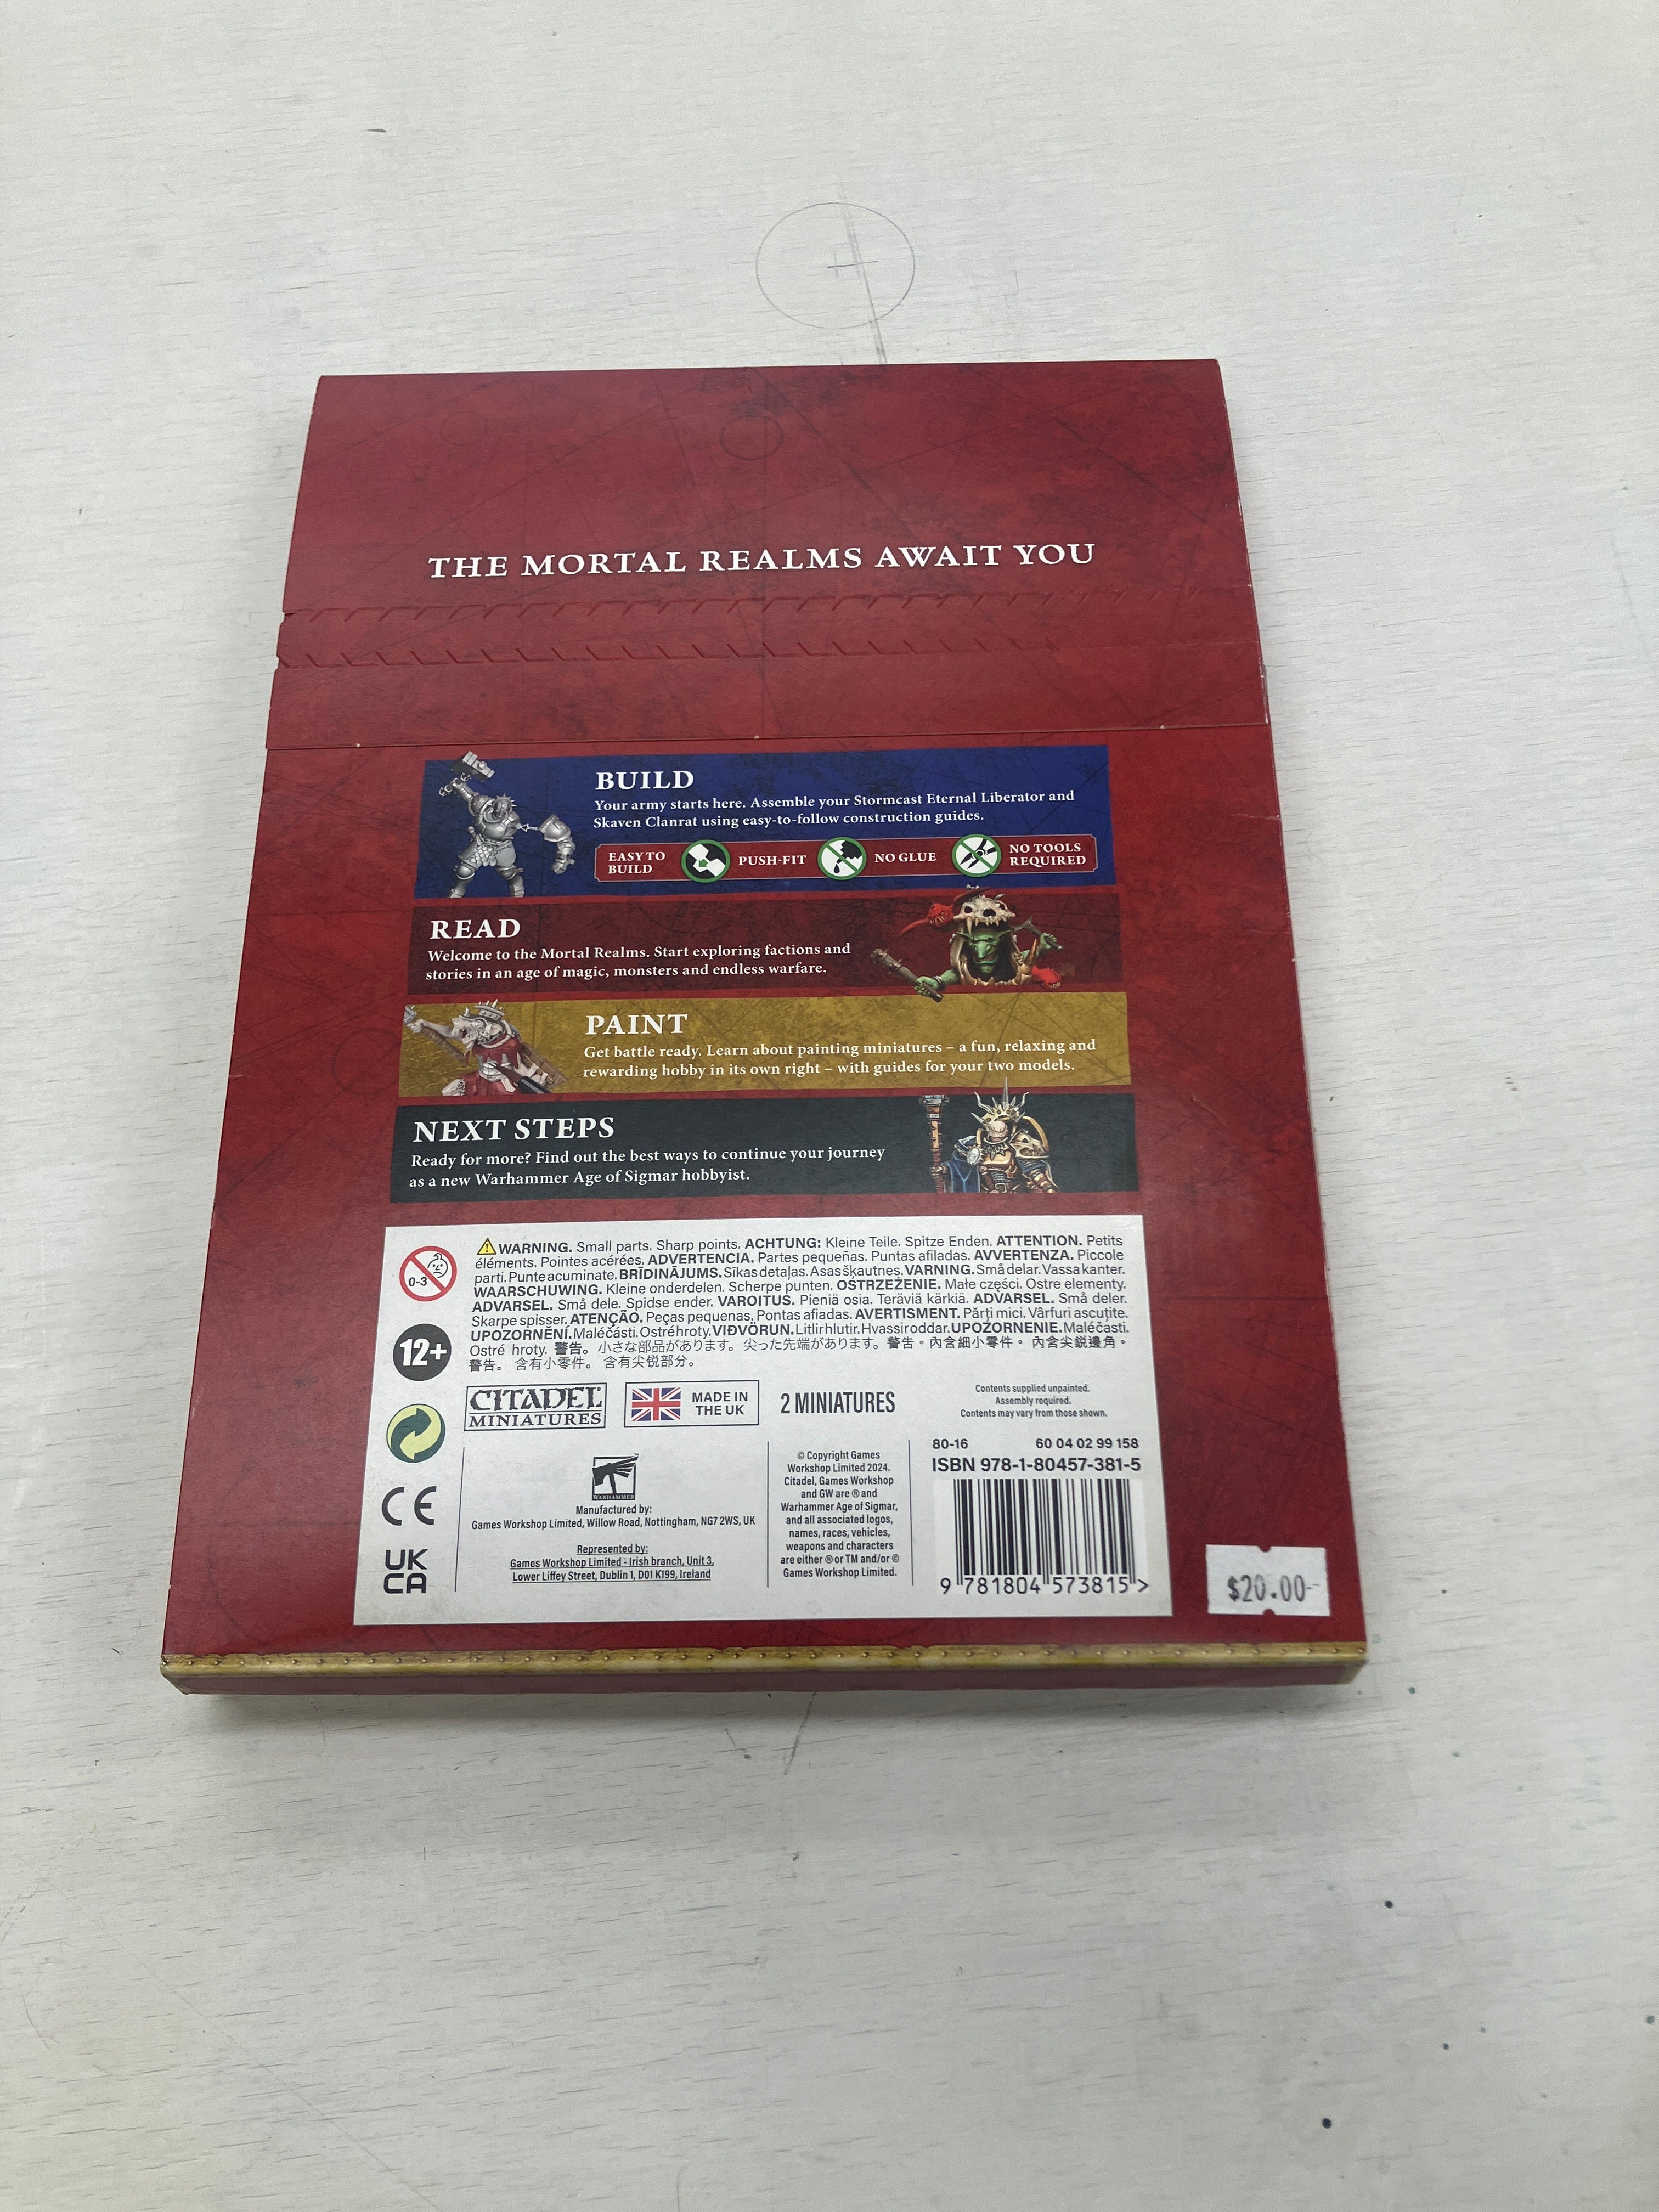 THE MORTAL REALMS AWAIT YOU
BUILD
Your army starts here. Assemble your Stormcast Eternal Liberator and
Skaven Clanrat using easy-to-follow construction guides.
EASY TO
BUILD
PUSH-FIT
NO GLUE
NO TOOLS
REQUIRED
READ
Welcome to the Mortal Realms. Start exploring factions and
stories in an age of magic, monsters and endless warfare.
PAINT
Get battle ready. Learn about painting miniatures – a fun, relaxing and
rewarding hobby in its own right – with guides for your two models.
NEXT STEPS
Ready for more? Find out the best ways to continue your journey
as a new Warhammer Age of Sigmar hobbyist.
0-3
WARNING. Small parts. Sharp points. ACHTUNG: Kleine Teile. Spitze Enden. ATTENTION. Petits
éléments. Pointes acérées. ADVERTENCIA. Partes pequeñas. Puntas afiladas. AVVERTENZA. Piccole
parti. Punte acuminate. BRĪDINĀJUMS. Sīkas detaļas. Asas šķautnes. VARNING. Små delar. Vassa kanter.
WAARSCHUWING. Kleine onderdelen. Scherpe punten. OSTRZEŻENIE. Małe części. Ostre elementy.
ADVARSEL. Små dele. Spidse ender. VAROITUS. Pieniä osia. Teräviä kärkiä. ADVARSEL. Små deler.
Skarpe spisser. ATENÇÃO. Peças pequenas. Pontas afiadas. AVERTISMENT. Părți mici. Vârfuri ascuțite.
UPOZORNĚNÍ. Malé části. Ostré hroty. VIÐVÖRUN. Litlir hlutir. Hvassir oddar. UPOZORNENIE. Malé časti.
Ostré hroty. 警告。小さな部品があります。尖った先端があります。警告。內含細小零件。內含尖銳邊角。
警告。含有小零件。含有尖锐部分。
12+
CITADEL
MINIATURES
MADE IN
THE UK
2 MINIATURES
Contents supplied unpainted.
Assembly required.
Contents may vary from those shown.
CE
UK
CA
WARHAMMER
Manufactured by:
Games Workshop Limited, Willow Road, Nottingham, NG7 2WS, UK
Represented by:
Games Workshop Limited - Irish branch, Unit 3,
Lower Liffey Street, Dublin 1, D01 K199, Ireland
© Copyright Games
Workshop Limited 2024.
Citadel, Games Workshop
and GW are ® and
Warhammer Age of Sigmar,
and all associated logos,
names, races, vehicles,
weapons and characters
are either ® or TM and/or ©
Games Workshop Limited.
80-16 60 04 02 99 158
ISBN 978-1-80457-381-5
9 781804 573815 >
$20.00